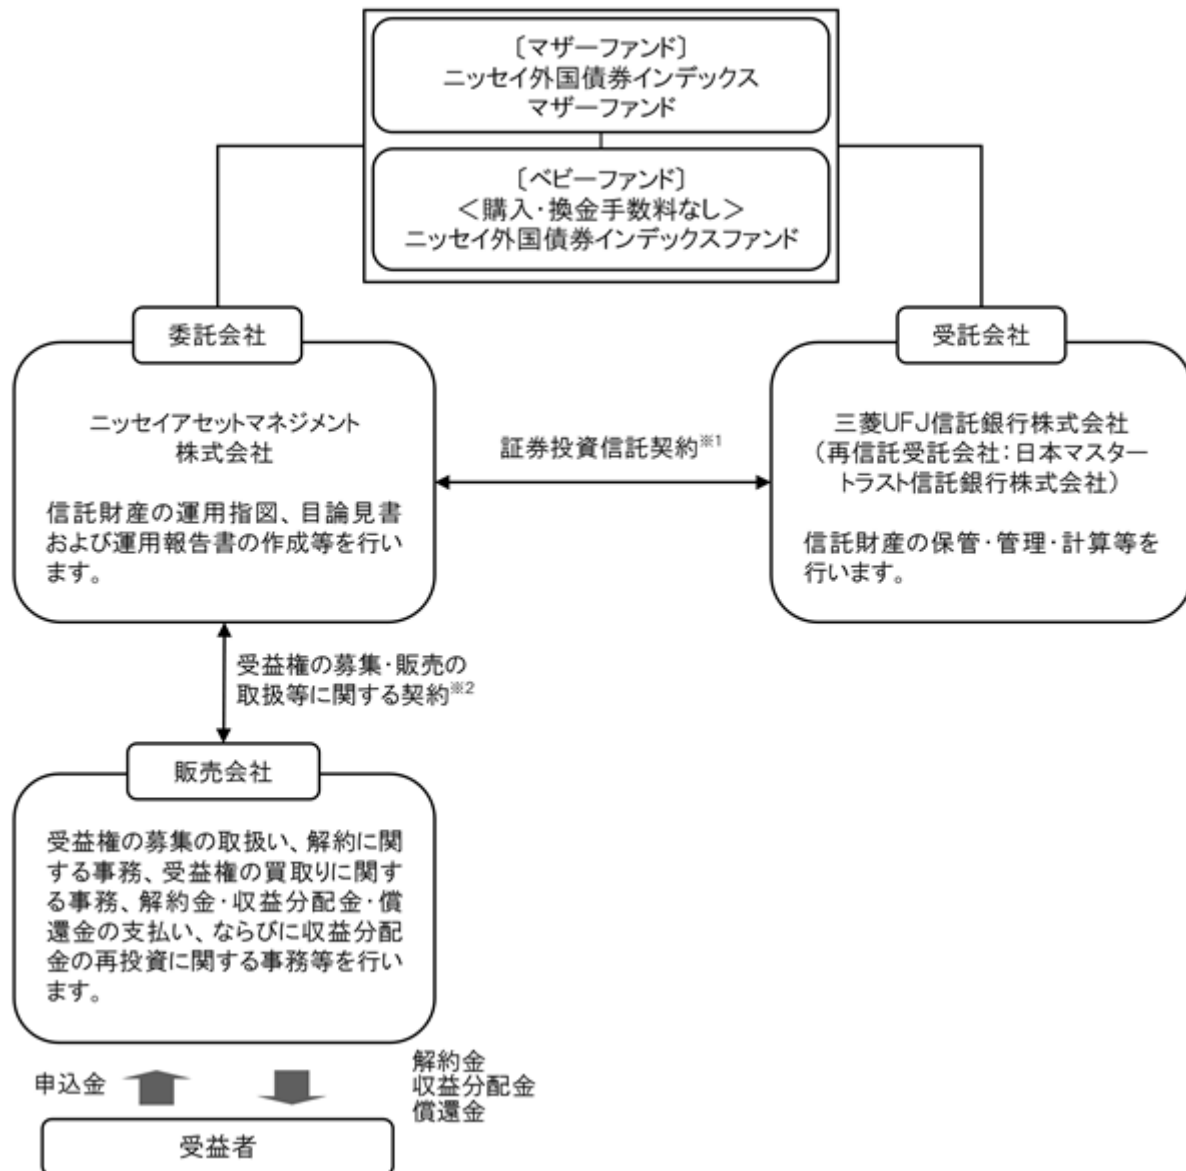 〔マザーファンド〕
ニッセイ外国債券インデックス
マザーファンド
〔ベビーファンド〕
＜購入・換金手数料なし＞
ニッセイ外国債券インデックスファンド
委託会社
ニッセイアセットマネジメント
株式会社
信託財産の運用指図、目論見書
および運用報告書の作成等を行い
ます。
証券投資信託契約※1
受託会社
三菱UFJ信託銀行株式会社
（再信託受託会社：日本マスター
トラスト信託銀行株式会社）
信託財産の保管・管理・計算等を
行います。
受益権の募集・販売の
取扱等に関する契約※2
販売会社
受益権の募集の取扱い、解約に関
する事務、受益権の買取りに関す
る事務、解約金・収益分配金・償
還金の支払い、ならびに収益分配
金の再投資に関する事務等を行い
ます。
申込金
解約金
収益分配金
償還金
受益者